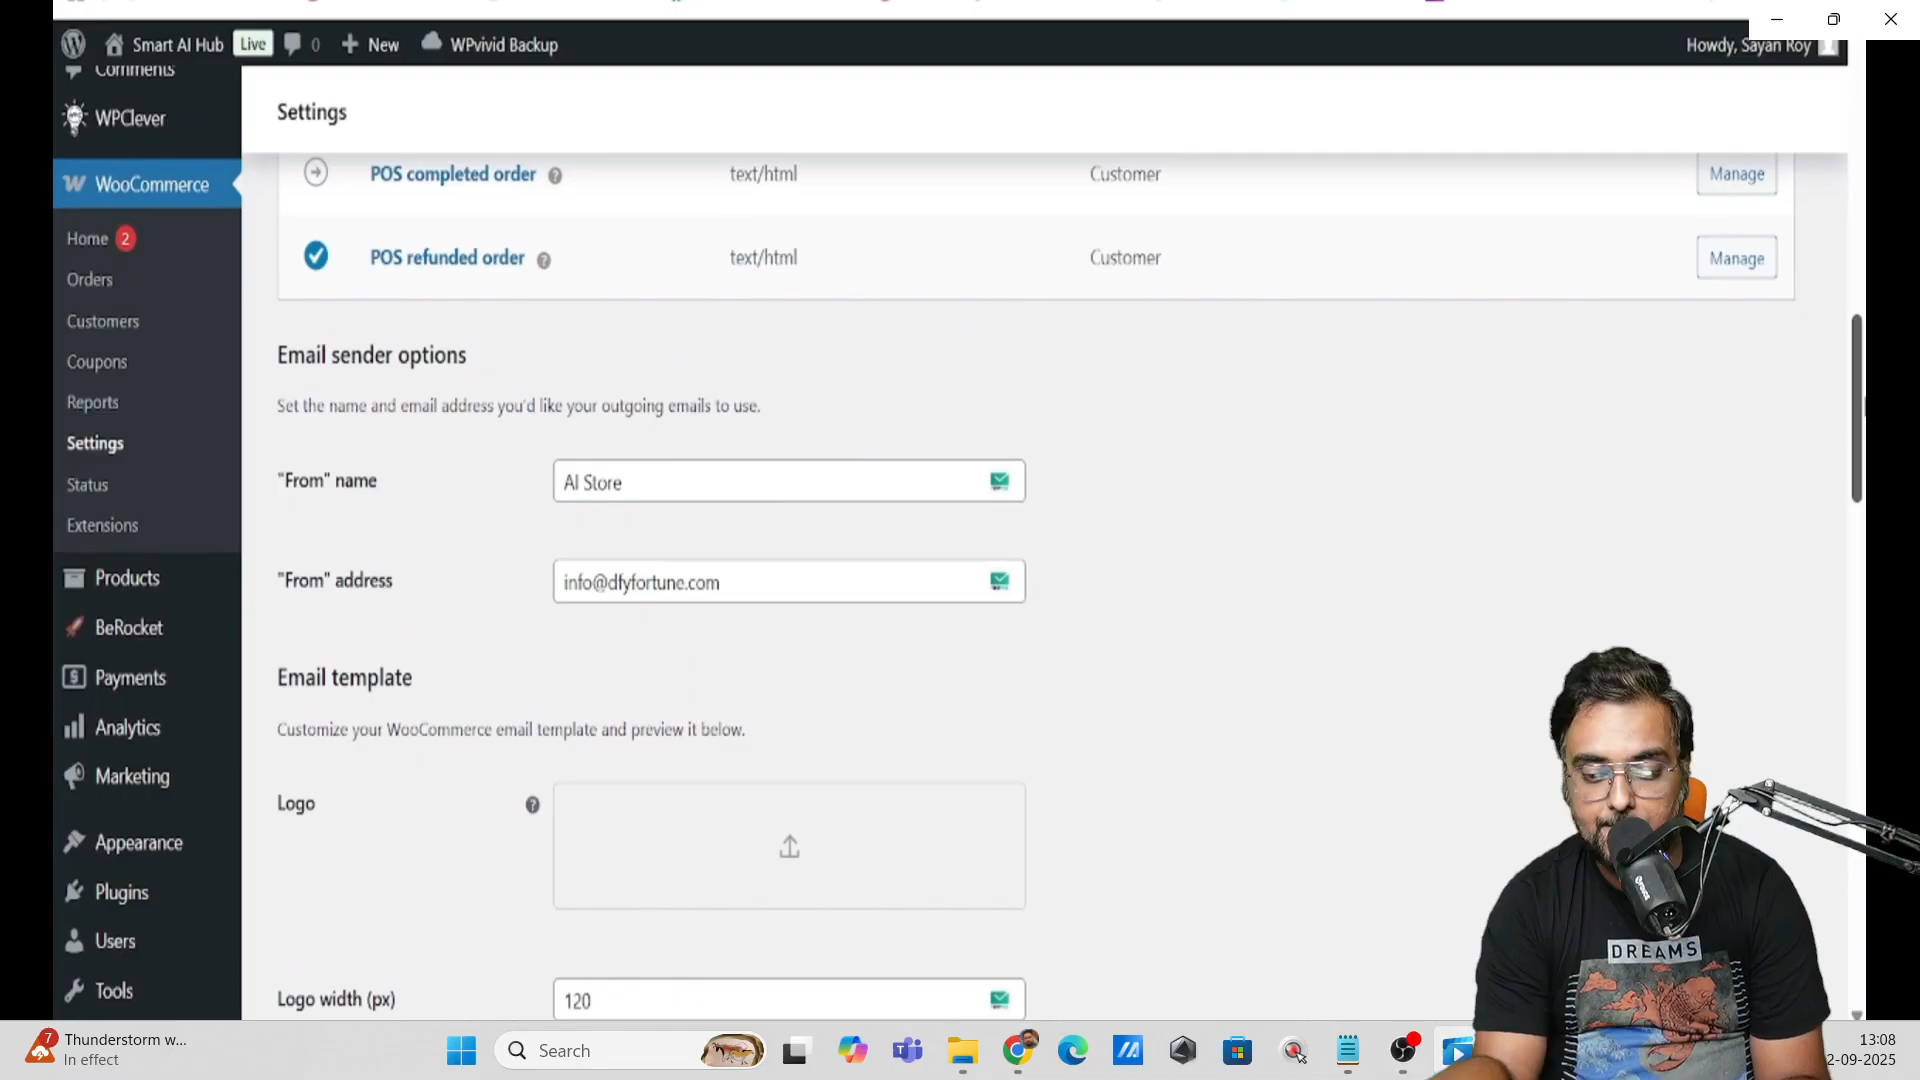 Smart AI Hub Live 0 New WPvivid Backup
Howdy, Sayan Roy
Comments
WPClever
WooCommerce
Home 2
Orders
Customers
Coupons
Reports
Settings
Status
Extensions
Products
BeRocket
Payments
Analytics
Marketing
Appearance
Plugins
Users
Tools
Settings
POS completed order text/html Customer Manage
POS refunded order text/html Customer Manage
Email sender options
Set the name and email address you'd like your outgoing emails to use.
"From" name AI Store
"From" address info@dfyfortune.com
Email template
Customize your WooCommerce email template and preview it below.
Logo
Logo width (px) 120
DREAMS
7
Thunderstorm w...
In effect
Search
13:08
2-09-2025